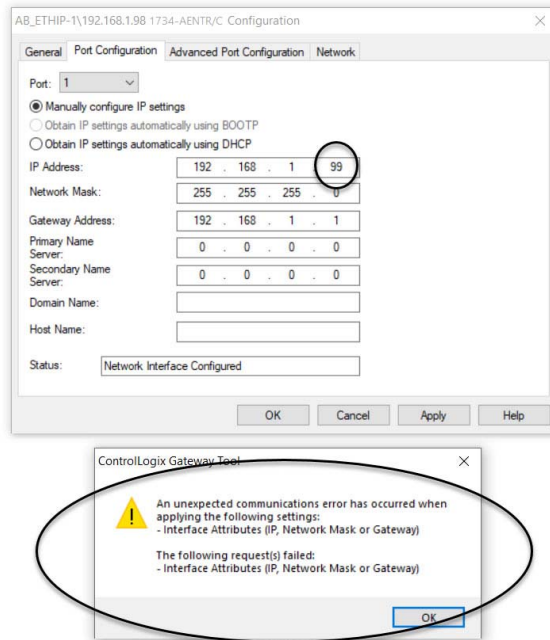 AB_ETHIP-1\192.168.1.98 1734-AENTR/C Configuration
General Port Configuration Advanced Port Configuration Network
Port: 1
Manually configure IP settings
Obtain IP settings automatically using BOOTP
Obtain IP settings automatically using DHCP
IP Address: 192 . 168 . 1 . 99
Network Mask: 255 . 255 . 255 . 0
Gateway Address: 192 . 168 . 1 . 1
Primary Name
Server: 0 . 0 . 0 . 0
Secondary Name
Server: 0 . 0 . 0 . 0
Domain Name:
Host Name:
Status: Network Interface Configured
OK Cancel Apply Help
ControlLogix Gateway Tool
An unexpected communications error has occurred when
applying the following settings:
- Interface Attributes (IP, Network Mask or Gateway)
The following request(s) failed:
- Interface Attributes (IP, Network Mask or Gateway)
OK